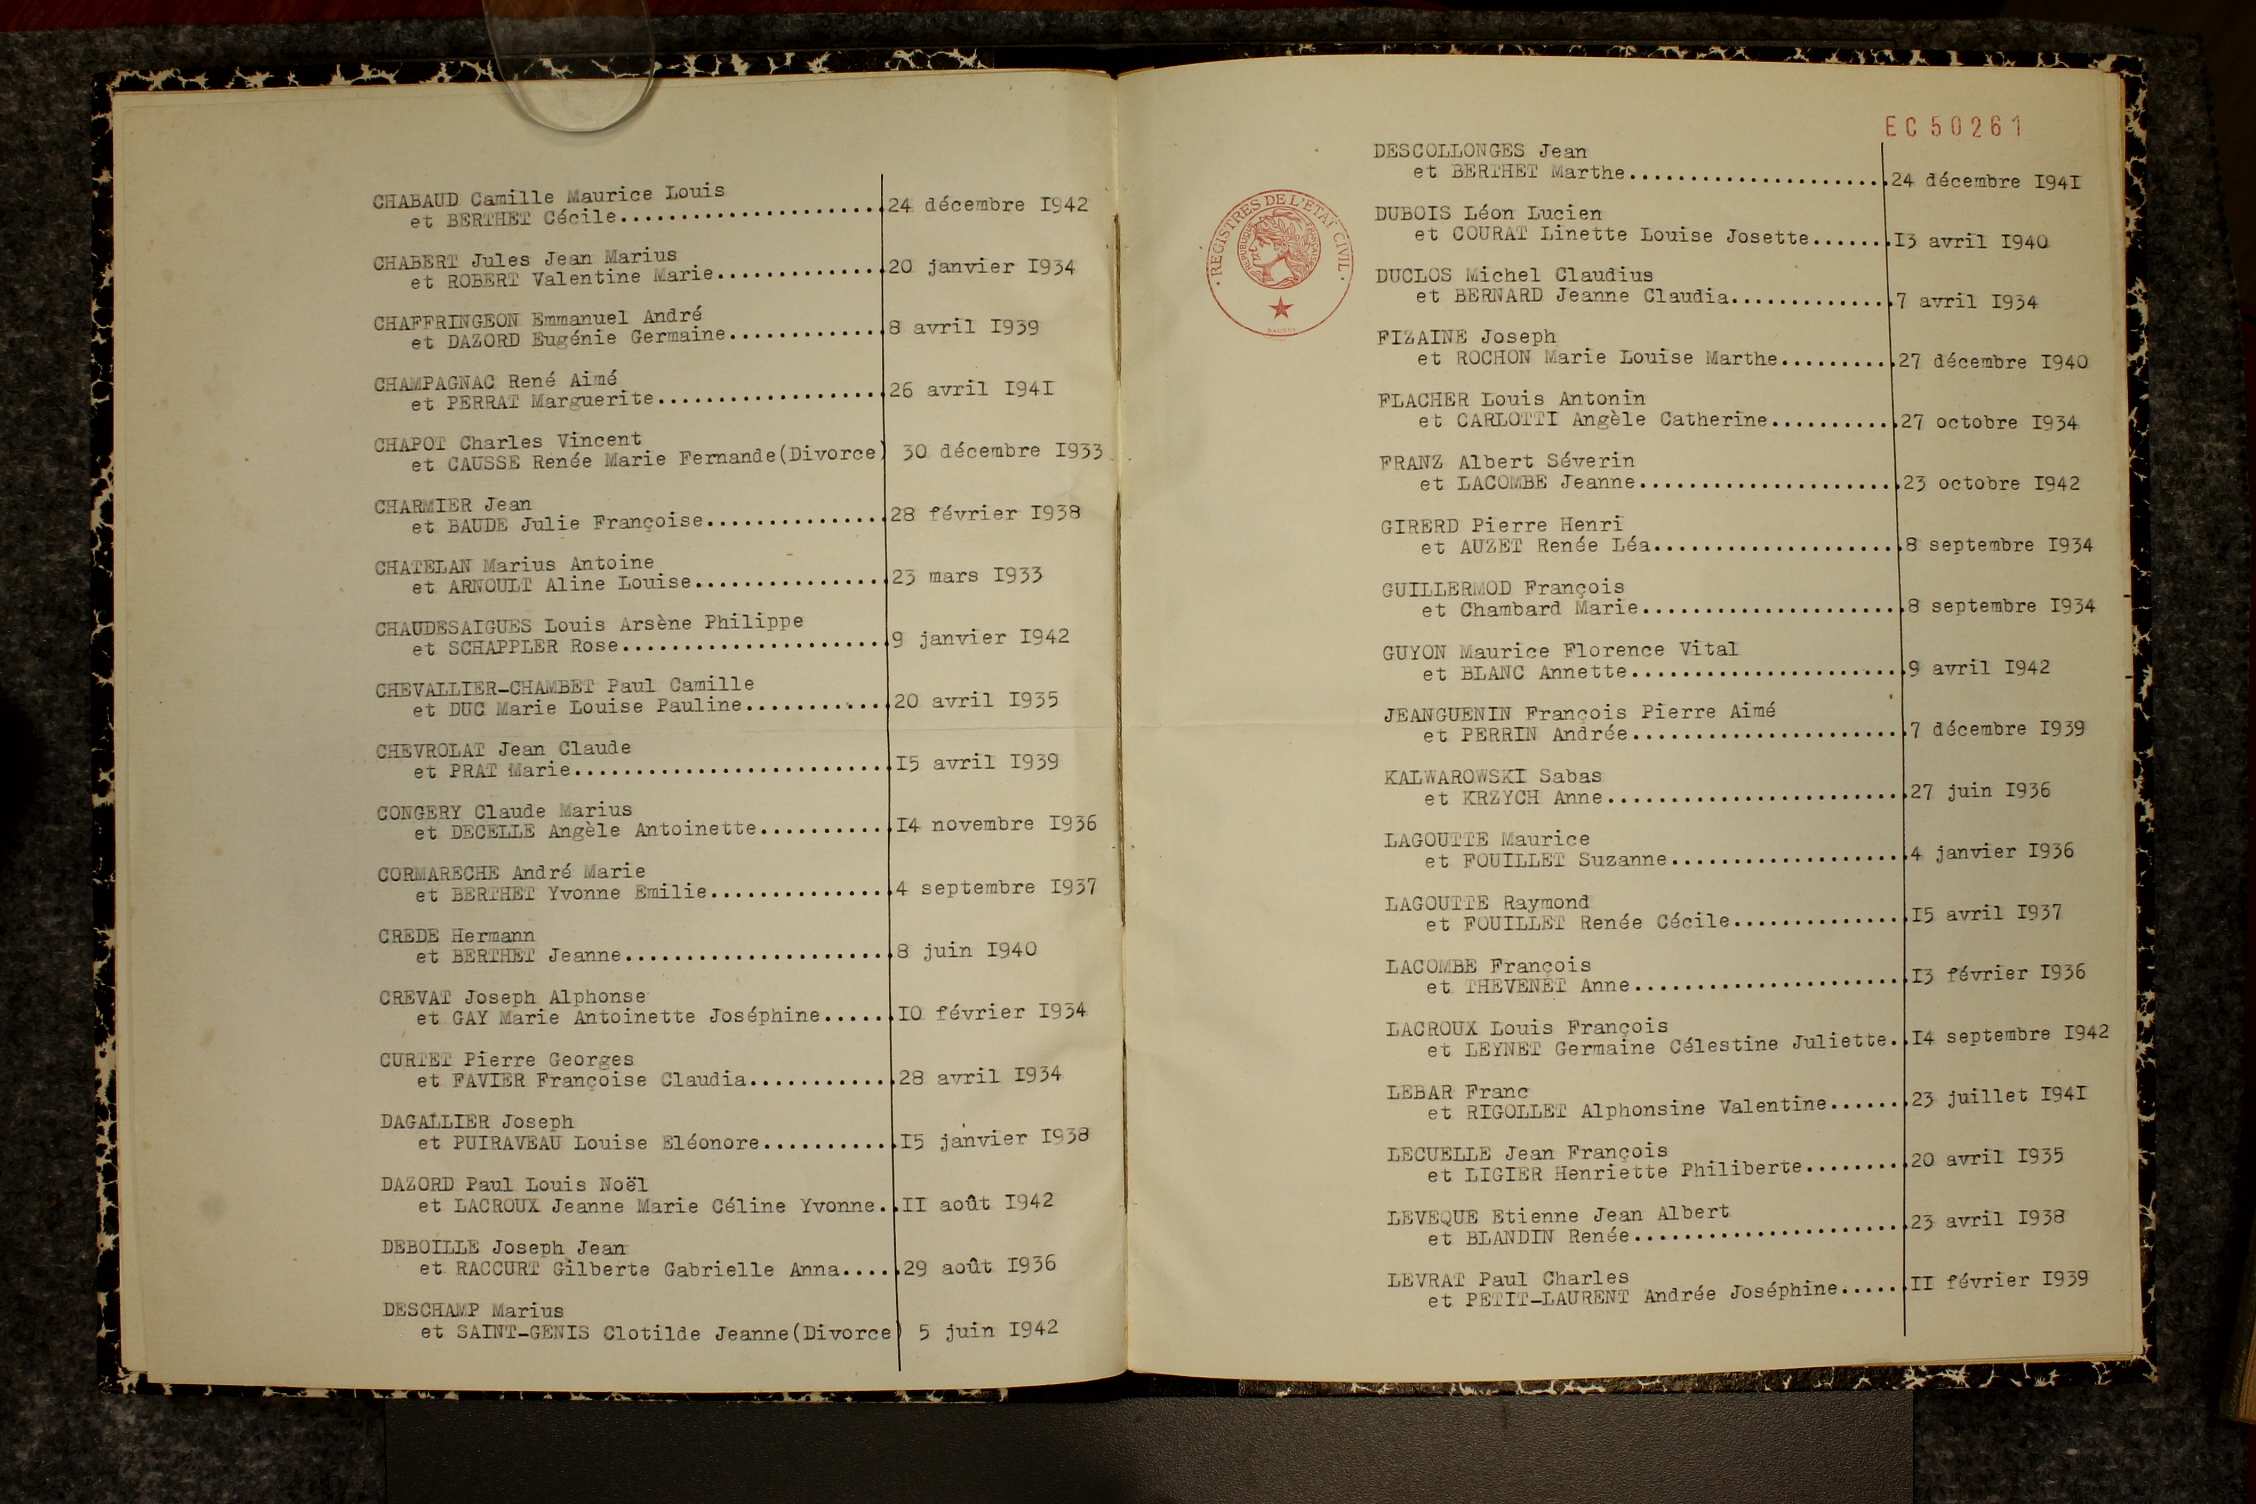 CHABAUD Camille Maurice Louis
et BERTHET Cécile......................24 décembre I942
CHABERT Jules Jean Marius
et ROBERT Valentine Marie..............20 janvier I934
CHAFFRINGEON Emmanuel André
et DAZORD Eugénie Germaine.............8 avril I939
CHAMPAGNAC René Aimé
et PERRAT Marguerite...................26 avril I94I
CHAPOT Charles Vincent
et CAUSSE Renée Marie Fernande(Divorce) 30 décembre I933
CHARMIER Jean
et BAUDE Julie Françoise...............28 février I938
CHATELAN Marius Antoine
et ARNOULT Aline Louise................23 mars I933
CHAUDESAIGUES Louis Arsène Philippe
et SCHAPPLER Rose......................9 janvier I942
CHEVALLIER-CHAMBET Paul Camille
et DUC Marie Louise Pauline............20 avril I935
CHEVROLAT Jean Claude
et PRAT Marie..........................I5 avril I939
CONGERY Claude Marius
et DECELLE Angèle Antoinette...........I4 novembre I936
CORMARECHE André Marie
et BERTHET Yvonne Emilie...............4 septembre I937
CREDE Hermann
et BERTHET Jeanne......................8 juin I940
CREVAT Joseph Alphonse
et GAY Marie Antoinette Joséphine......IO février I934
CURTET Pierre Georges
et FAVIER Françoise Claudia............28 avril I934
DAGALLIER Joseph
et PUIRAVEAU Louise Eléonore...........I5 janvier I938
DAZORD Paul Louis Noël
et LACROUX Jeanne Marie Céline Yvonne..II août I942
DEBOILLE Joseph Jean
et RACCURT Gilberte Gabrielle Anna.....29 août I936
DESCHAMP Marius
et SAINT-GENIS Clotilde Jeanne(Divorce) 5 juin I942
EC50261
REGISTRES DE L'ETAT CIVIL
DESCOLLONGES Jean
et BERTHET Marthe......................24 décembre I94I
DUBOIS Léon Lucien
et COURAT Linette Louise Josette.......I3 avril I940
DUCLOS Michel Claudius
et BERNARD Jeanne Claudia..............7 avril I934
FIZAINE Joseph
et ROCHON Marie Louise Marthe..........27 décembre I940
FLACHER Louis Antonin
et CARLOTTI Angèle Catherine...........27 octobre I934
FRANZ Albert Séverin
et LACOMBE Jeanne......................23 octobre I942
GIRERD Pierre Henri
et AUZET Renée Léa.....................8 septembre I934
GUILLERMOD François
et Chambard Marie......................8 septembre I934
GUYON Maurice Florence Vital
et BLANC Annette.......................9 avril I942
JEANGUENIN François Pierre Aimé
et PERRIN Andrée.......................7 décembre I939
KALWAROWSKI Sabas
et KRZYCH Anne.........................27 juin I936
LAGOUTTE Maurice
et FOUILLET Suzanne....................4 janvier I936
LAGOUTTE Raymond
et FOUILLET Renée Cécile...............I5 avril I937
LACOMBE François
et THEVENET Anne.......................I3 février I936
LACROUX Louis François
et LEYNET Germaine Célestine Juliette..I4 septembre I942
LEBAR Franc
et RIGOLLET Alphonsine Valentine.......23 juillet I94I
LECUELLE Jean François
et LIGIER Henriette Philiberte.........20 avril I935
LEVEQUE Etienne Jean Albert
et BLANDIN Renée.......................23 avril I938
LEVRAT Paul Charles
et PETIT-LAURENT Andrée Joséphine......II février I939